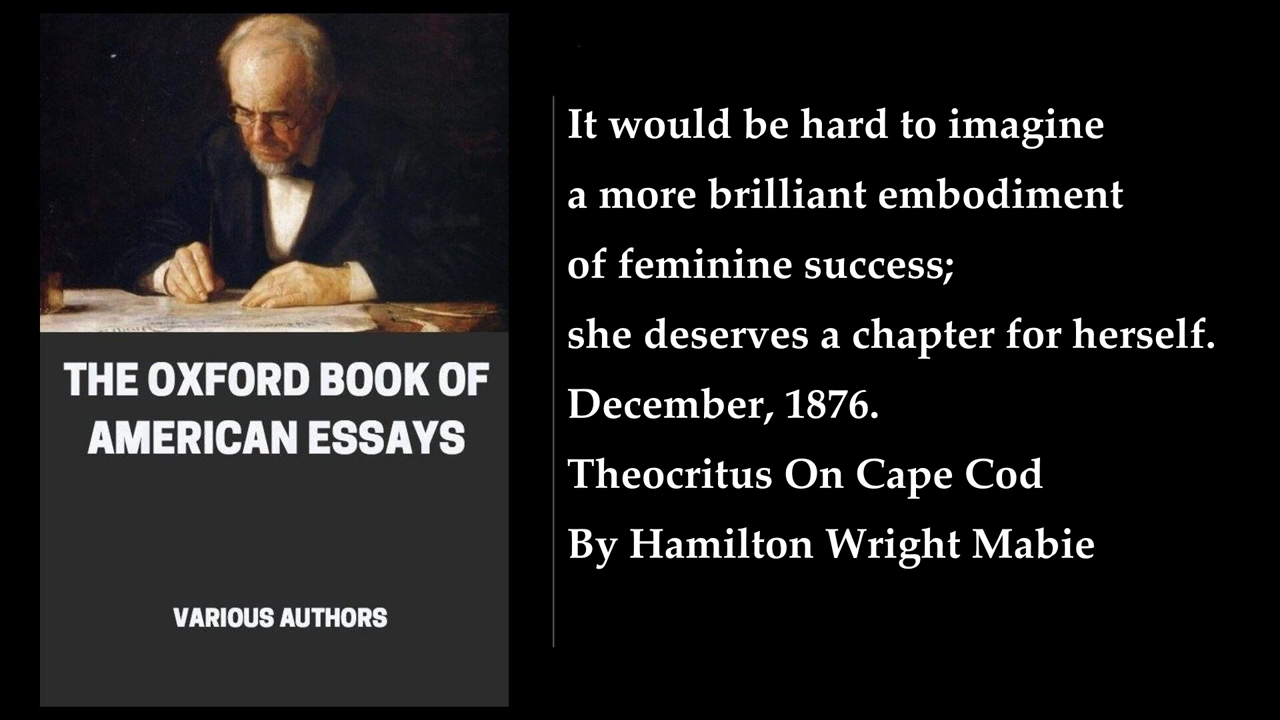 THE OXFORD BOOK OF
AMERICAN ESSAYS
VARIOUS AUTHORS
It would be hard to imagine
a more brilliant embodiment
of feminine success;
she deserves a chapter for herself.
December, 1876.
Theocritus On Cape Cod
By Hamilton Wright Mabie